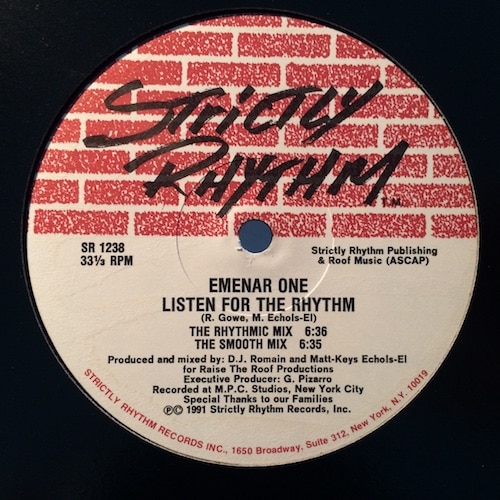 STRICTLY
RHYTHM T.M.
SR 1238
33⅓ RPM
Strictly Rhythm Publishing
& Roof Music (ASCAP)
EMENAR ONE
LISTEN FOR THE RHYTHM
(R. Gowe, M. Echols-El)
THE RHYTHMIC MIX 6:36
THE SMOOTH MIX 6:35
Produced and mixed by: D.J. Romain and Matt-Keys Echols-El
for Raise The Roof Productions
Executive Producer: G. Pizarro
Recorded at M.P.C. Studios, New York City
Special Thanks to our Families
℗© 1991 Strictly Rhythm Records, Inc.
STRICTLY RHYTHM RECORDS INC., 1650 Broadway, Suite 312, New York, N.Y. 10019